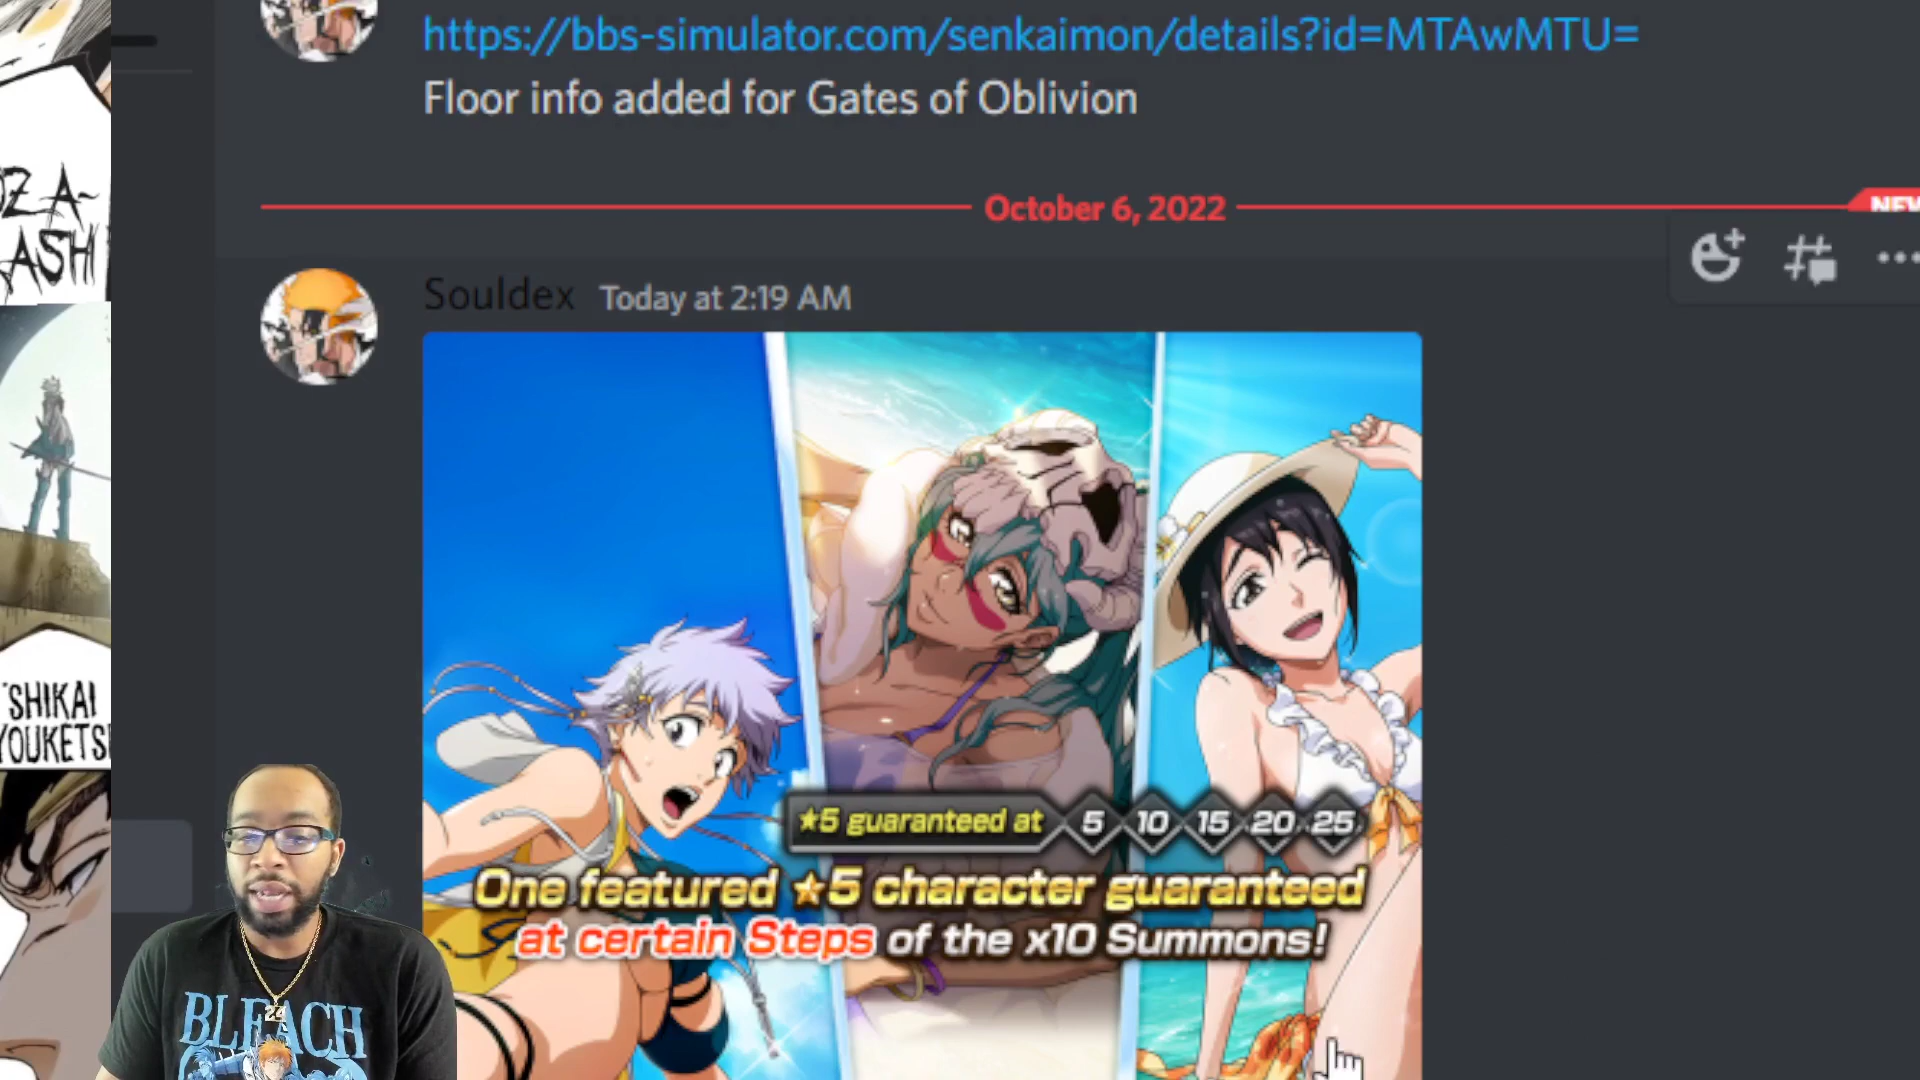 https://bbs-simulator.com/senkaimon/details?id=MTAwMTU=
Floor info added for Gates of Oblivion
October 6, 2022
Souldex Today at 2:19 AM
★5 guaranteed at 5 10 15 20 25
One featured ★5 character guaranteed
at certain Steps of the x10 Summons!
SHIKAI
BLEACH